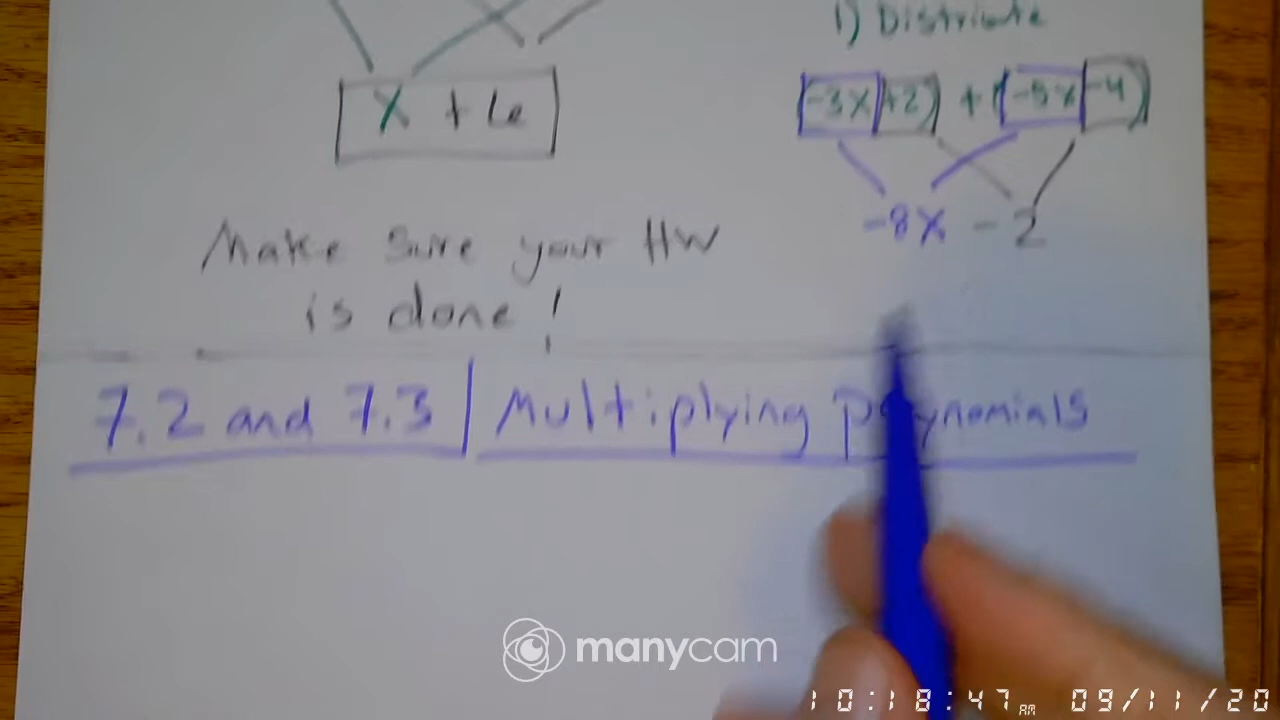 1) Distribute
(-3x+2) + (-5x-4)
x + 6
-8x - 2
Make sure your HW
is done!
7.2 and 7.3 | Multiplying polynomials
manycam
10:18:47 AM 09/11/20